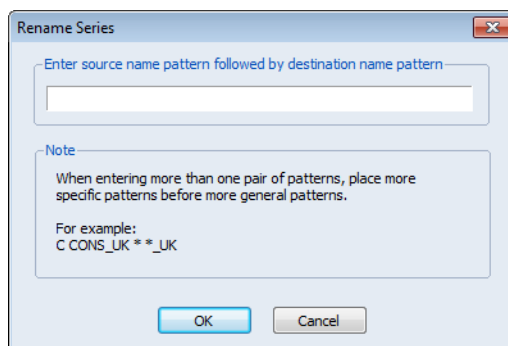 Rename Series
Enter source name pattern followed by destination name pattern
Note
When entering more than one pair of patterns, place more
specific patterns before more general patterns.
For example:
C CONS_UK * *_UK
OK
Cancel